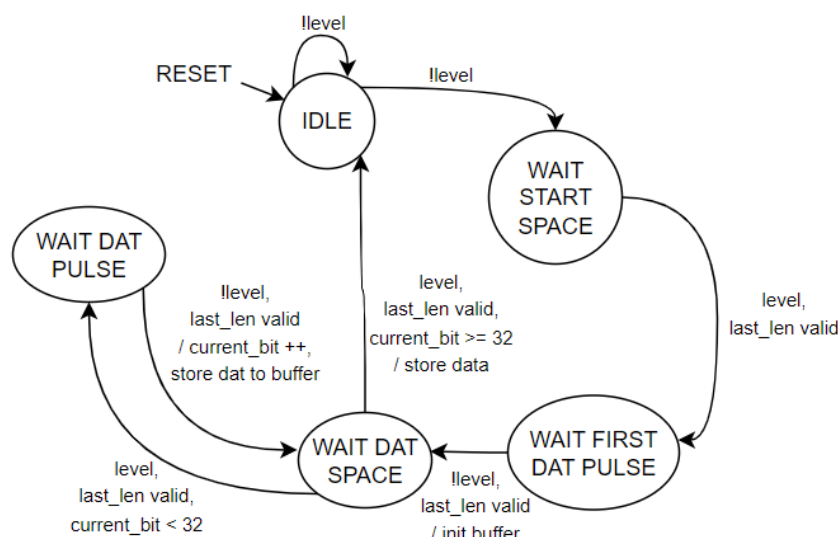 !level
RESET
!level
IDLE
WAIT
START
SPACE
WAIT DAT
PULSE
!level,
last_len valid
/ current_bit ++,
store dat to buffer
level,
last_len valid,
current_bit >= 32
/ store data
level,
last_len valid
WAIT DAT
SPACE
WAIT FIRST
DAT PULSE
level,
last_len valid,
current_bit < 32
!level,
last_len valid
/ init buffer